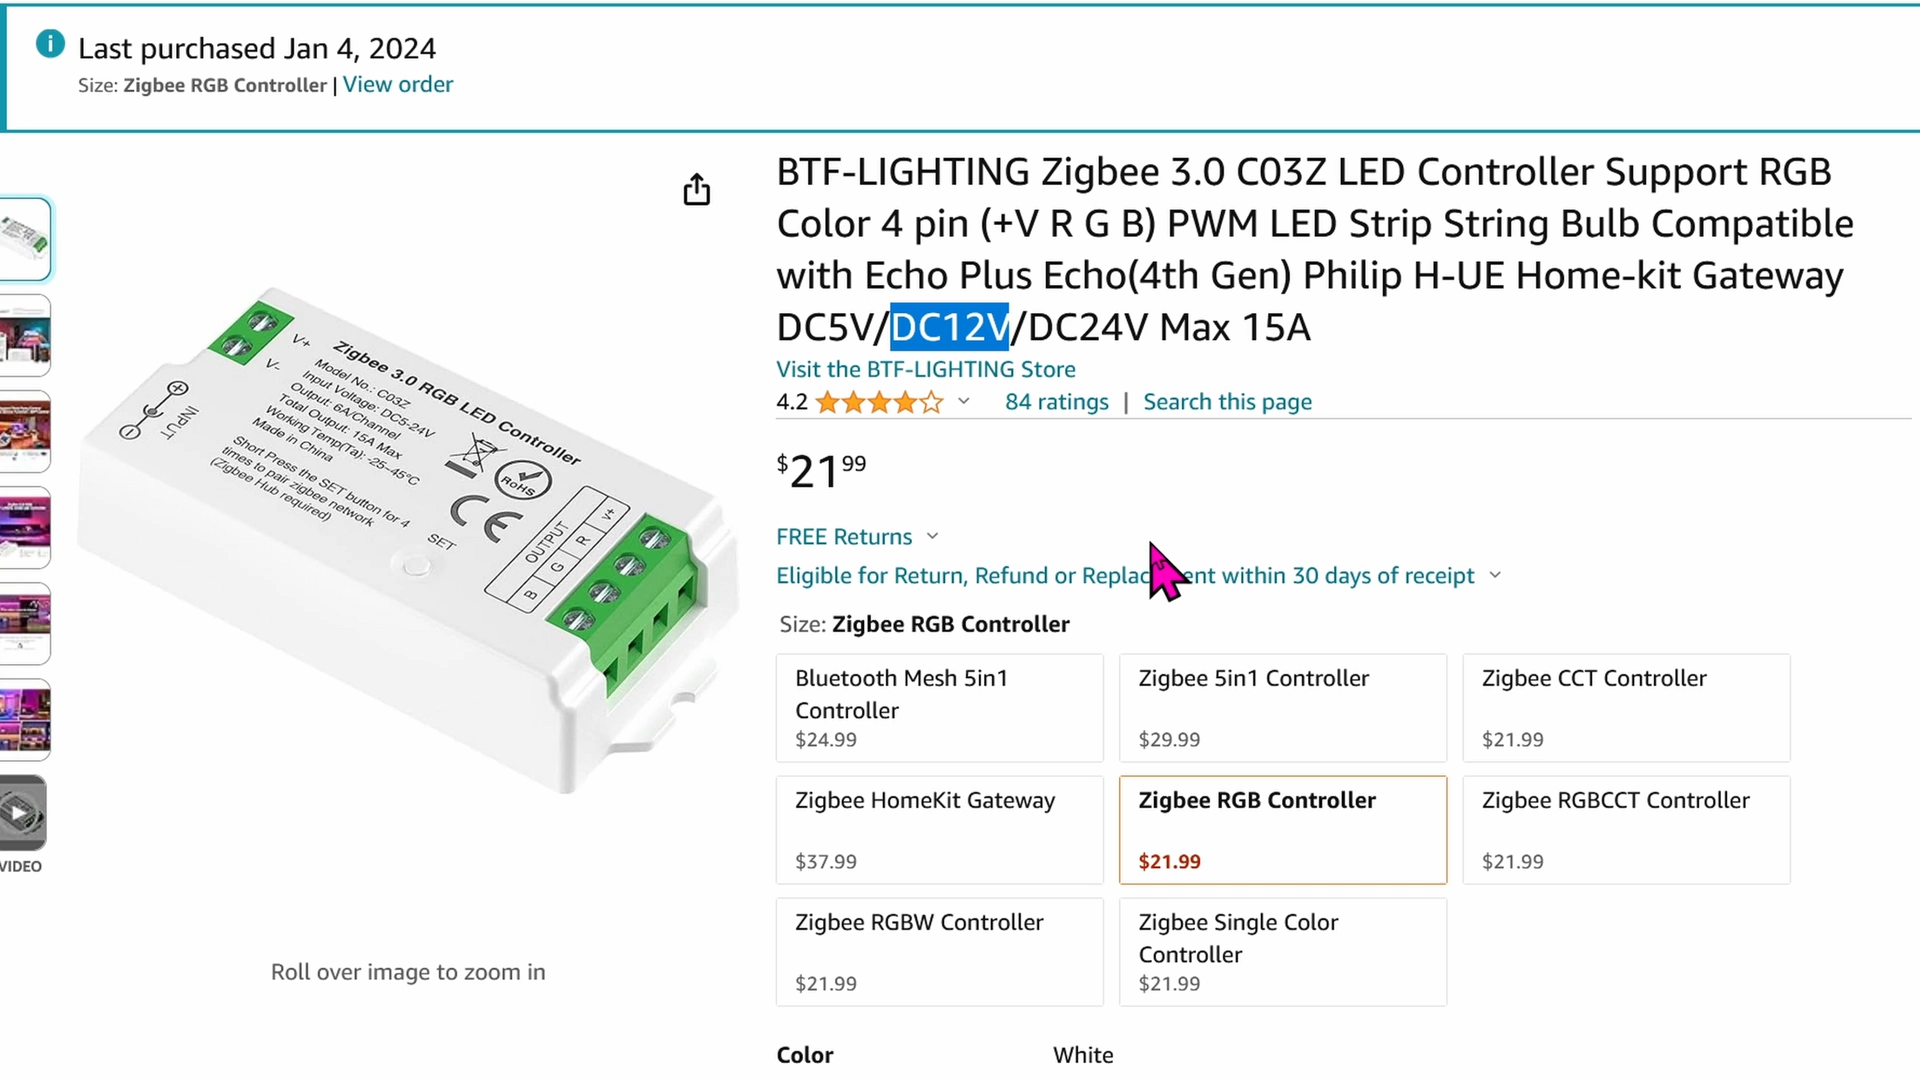 Last purchased Jan 4, 2024
Size: Zigbee RGB Controller | View order
BTF-LIGHTING Zigbee 3.0 C03Z LED Controller Support RGB
Color 4 pin (+V R G B) PWM LED Strip String Bulb Compatible
with Echo Plus Echo(4th Gen) Philip H-UE Home-kit Gateway
DC5V/DC12V/DC24V Max 15A
Visit the BTF-LIGHTING Store
4.2
84 ratings | Search this page
$21.99
FREE Returns
Eligible for Return, Refund or Replac ent within 30 days of receipt
Size: Zigbee RGB Controller
Bluetooth Mesh 5in1
Controller
$24.99
Zigbee 5in1 Controller
$29.99
Zigbee CCT Controller
$21.99
Zigbee HomeKit Gateway
$37.99
Zigbee RGB Controller
$21.99
Zigbee RGBCCT Controller
$21.99
Zigbee RGBW Controller
$21.99
Zigbee Single Color
Controller
$21.99
Color White
V+
V-
INPUT
Zigbee 3.0 RGB LED Controller
Model No.: C03Z
Input Voltage: DC5-24V
Output: 6A/Channel
Total Output: 15A Max
Working Temp(Ta): -25~45°C
Made in China
Short Press the SET button for 4
times to pair zigbee network
(Zigbee Hub required)
RoHS
CE
SET
OUTPUT
B G R V+
VIDEO
Roll over image to zoom in